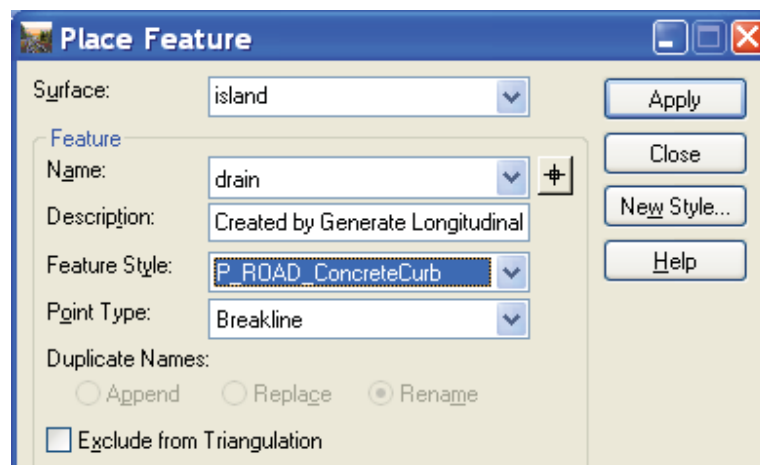 Place Feature
Surface: island
Apply
Feature
Close
Name: drain
Description: Created by Generate Longitudinal
New Style...
Feature Style: P_ROAD_ConcreteCurb
Help
Point Type: Breakline
Duplicate Names:
Append Replace Rename
Exclude from Triangulation